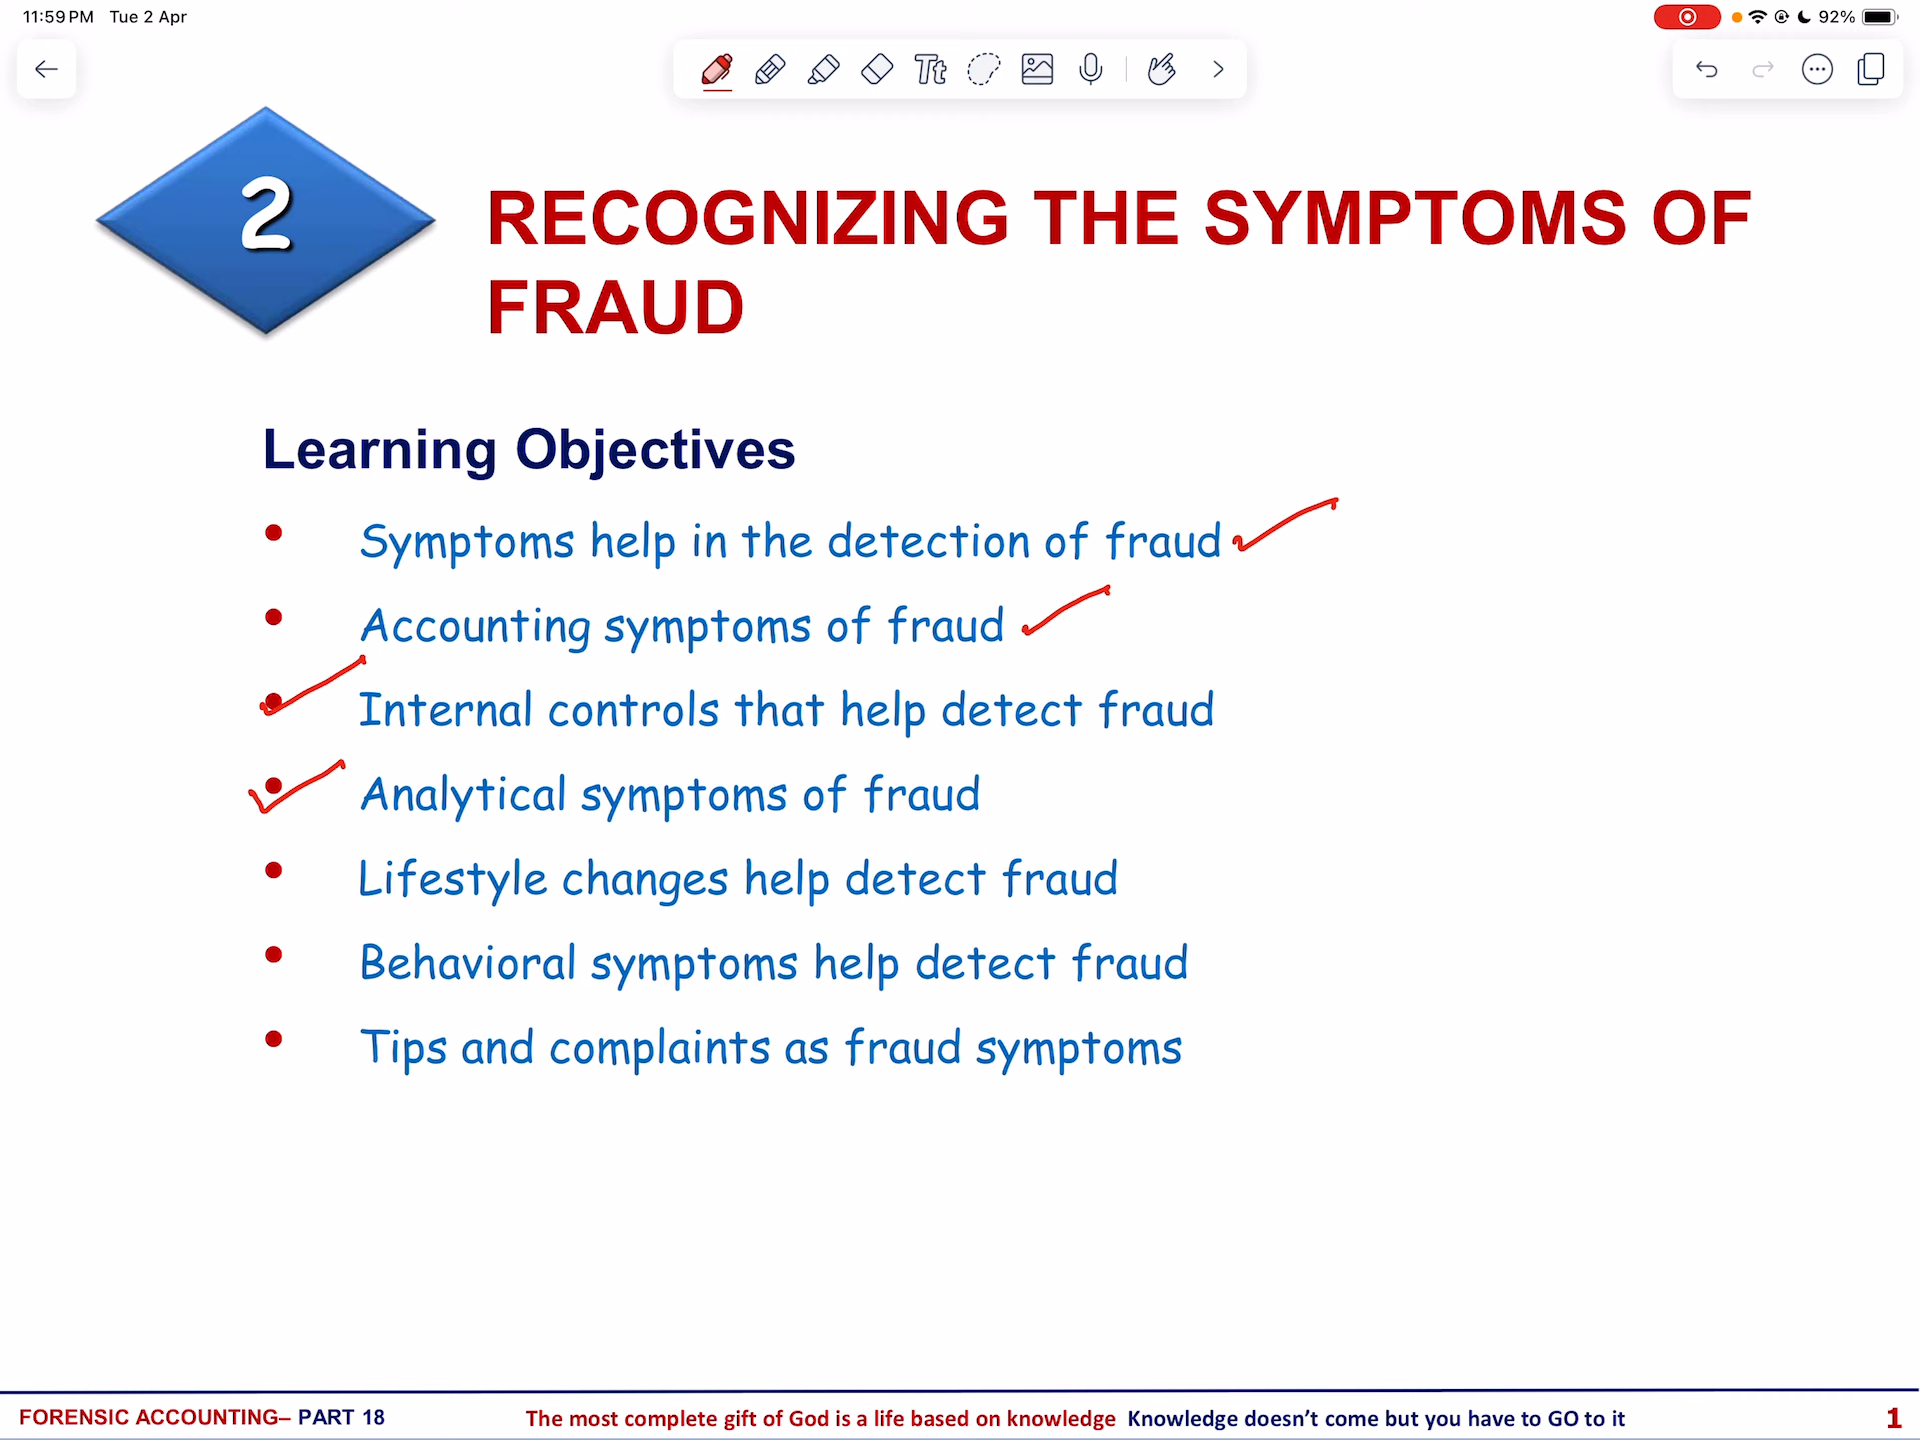 11:59 PM Tue 2 Apr
92%
Tt
2
RECOGNIZING THE SYMPTOMS OF
FRAUD
Learning Objectives
• Symptoms help in the detection of fraud
• Accounting symptoms of fraud
• Internal controls that help detect fraud
• Analytical symptoms of fraud
• Lifestyle changes help detect fraud
• Behavioral symptoms help detect fraud
• Tips and complaints as fraud symptoms
FORENSIC ACCOUNTING– PART 18
The most complete gift of God is a life based on knowledge Knowledge doesn't come but you have to GO to it
1